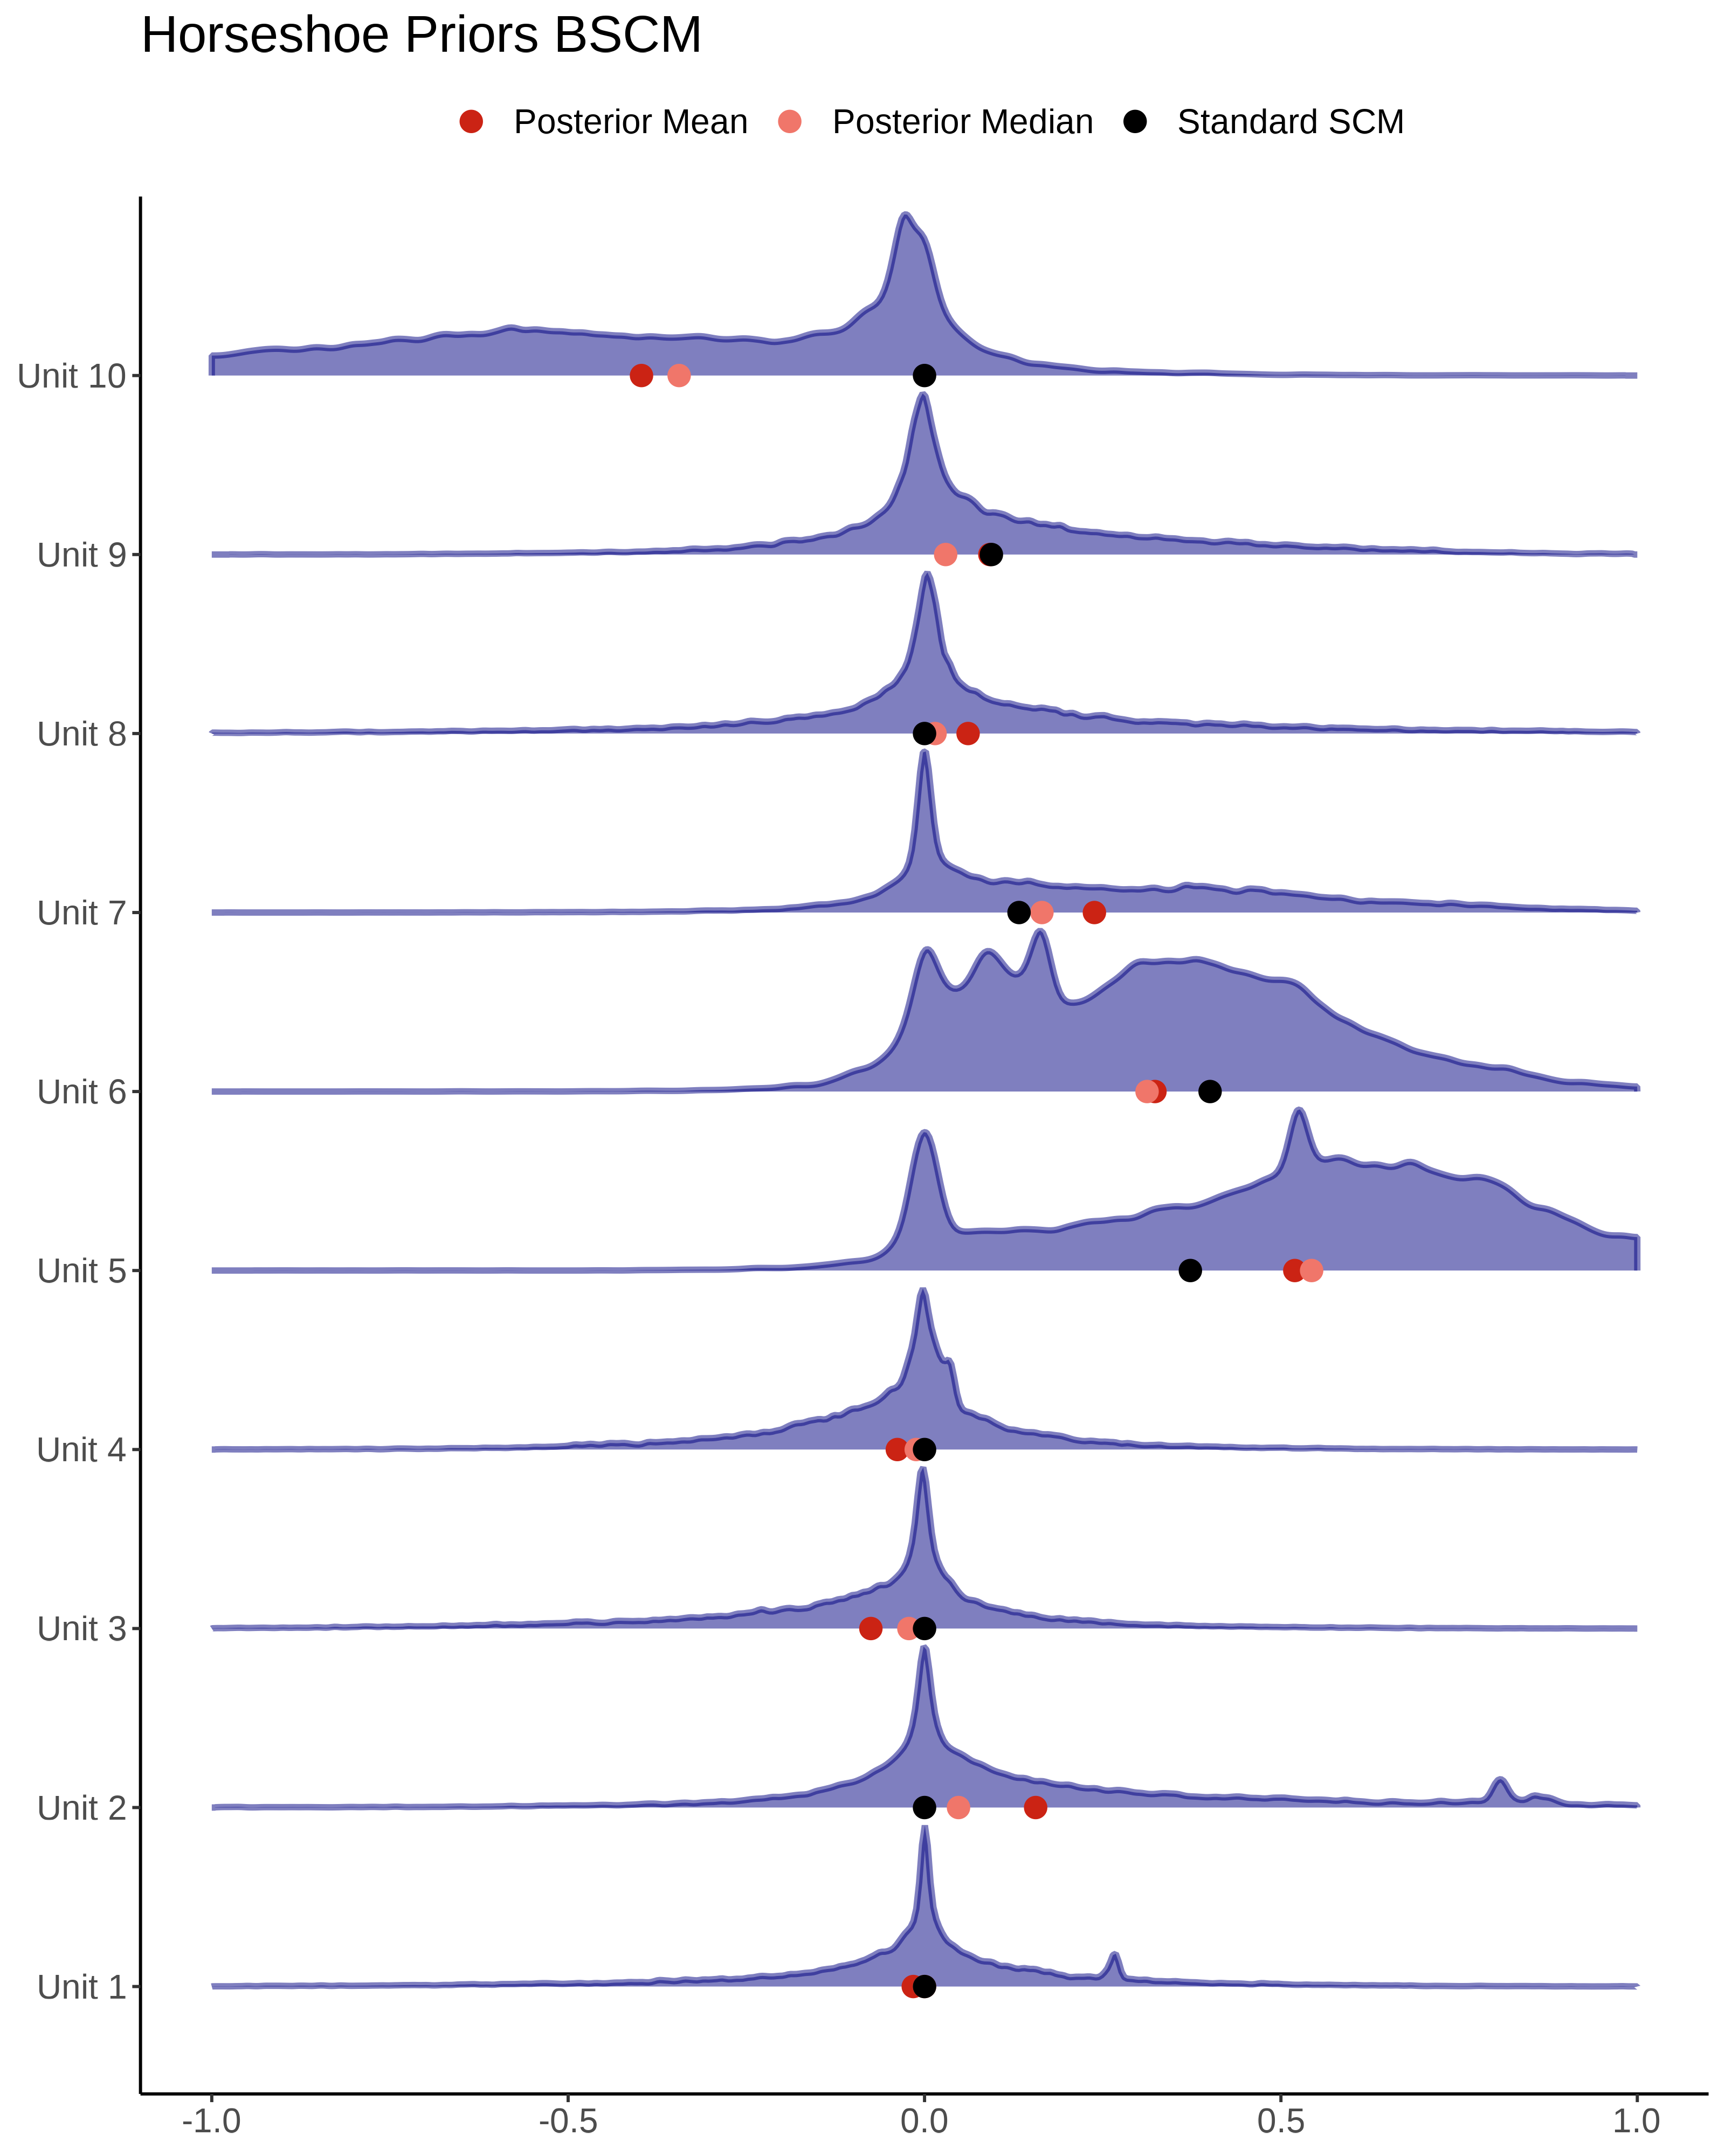 Horseshoe Priors BSCM
Posterior Mean Posterior Median Standard SCM
Unit 10
Unit 9
Unit 8
Unit 7
Unit 6
Unit 5
Unit 4
Unit 3
Unit 2
Unit 1
-1.0 -0.5 0.0 0.5 1.0